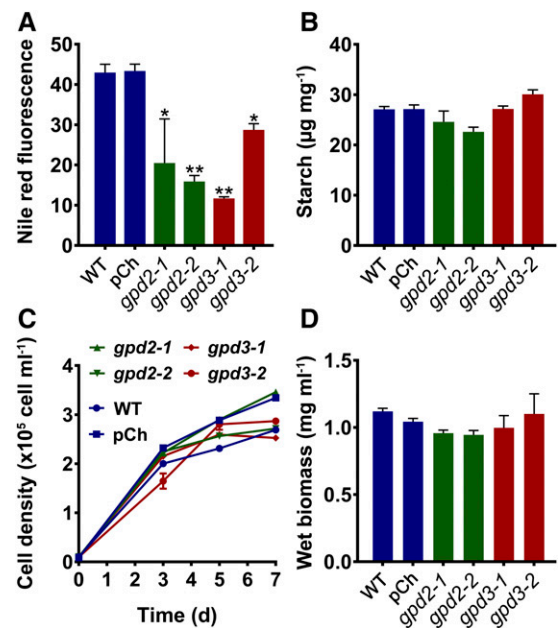 A
Nile red fluorescence
50
40
30
20
10
0
*
**
**
*
WT
pCh
gpd2-1
gpd2-2
gpd3-1
gpd3-2
B
Starch (µg mg⁻¹)
40
30
20
10
0
WT
pCh
gpd2-1
gpd2-2
gpd3-1
gpd3-2
C
gpd2-1
gpd3-1
gpd2-2
gpd3-2
WT
pCh
Cell density (x10⁵ cell ml⁻¹)
4
3
2
1
0
0 1 2 3 4 5 6 7
Time (d)
D
Wet biomass (mg ml⁻¹)
1.5
1.0
0.5
0.0
WT
pCh
gpd2-1
gpd2-2
gpd3-1
gpd3-2